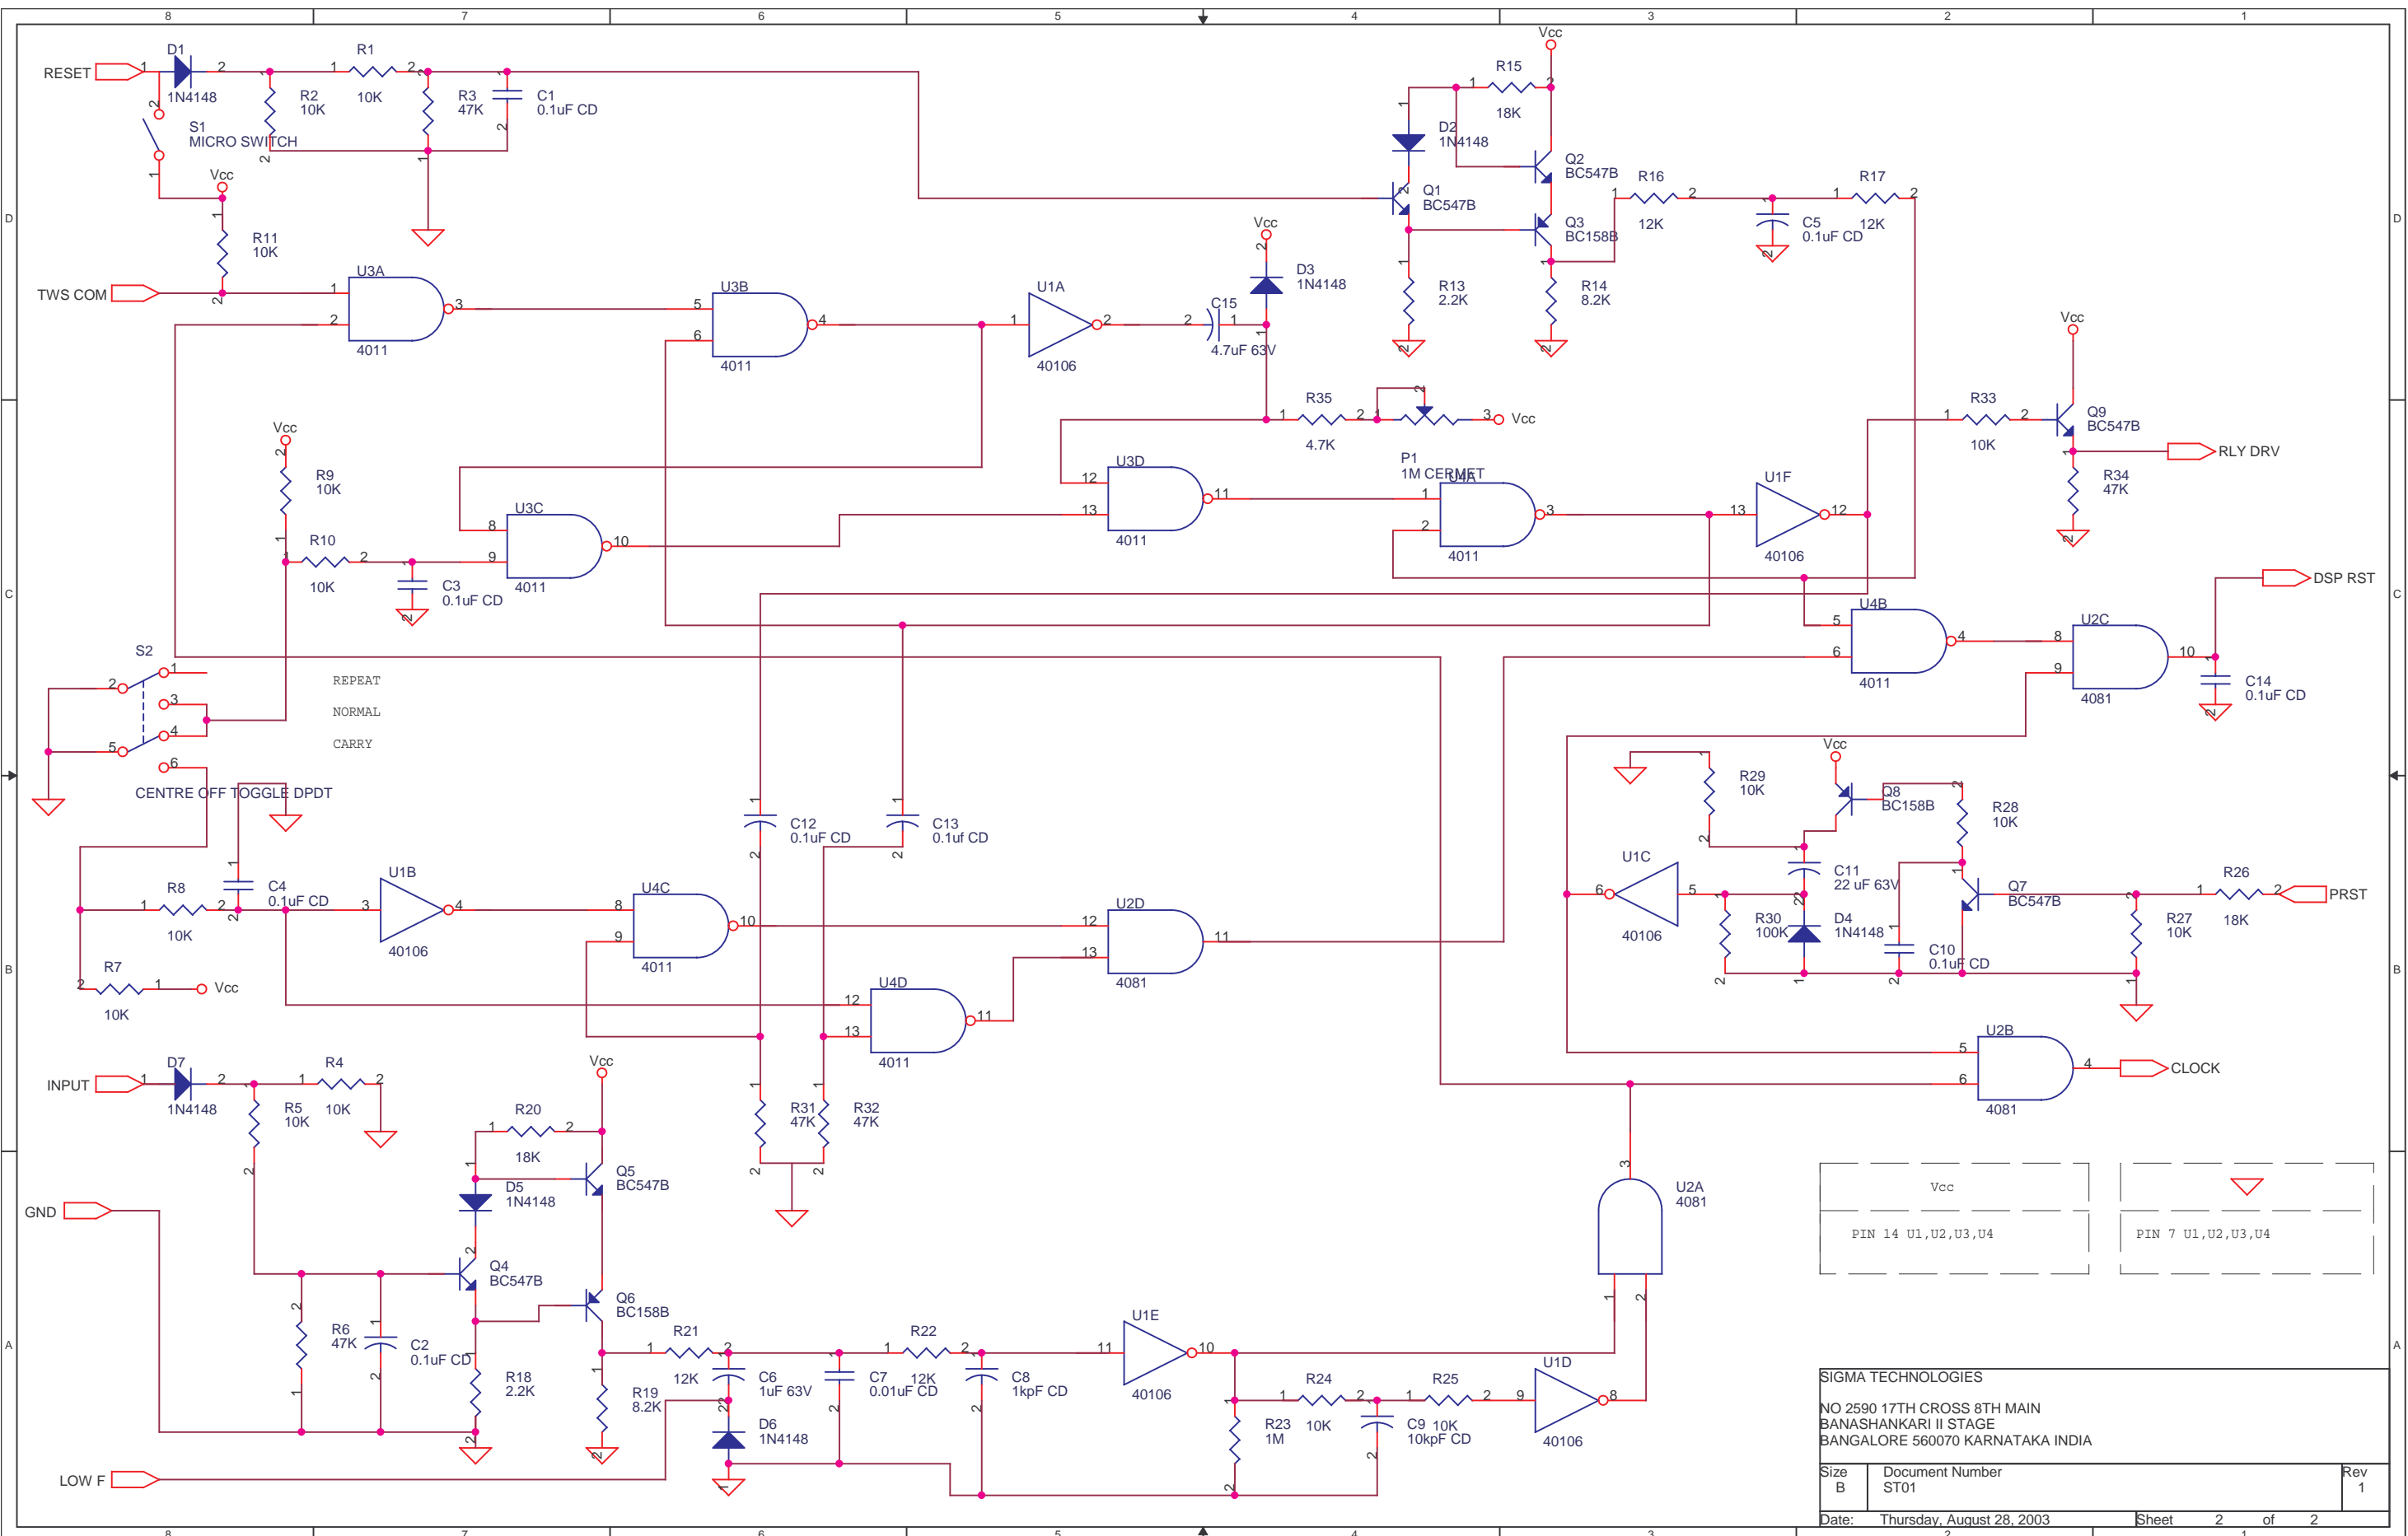 8 7 6 5 4 3 2 1
D
C
B
A
RESET
D1
1N4148
R1
10K
R2
10K
R3
47K
C1
0.1uF CD
S1
MICRO SWITCH
Vcc
R11
10K
TWS COM
U3A
4011
U3B
4011
U1A
40106
C15
4.7uF 63V
Vcc
D3
1N4148
D2
1N4148
Q1
BC547B
R15
18K
Vcc
Q2
BC547B
Q3
BC158B
R13
2.2K
R14
8.2K
R16
12K
C5
0.1uF CD
R17
12K
Vcc
R33
10K
Q9
BC547B
RLY DRV
R34
47K
R35
4.7K
Vcc
P1
1M CERMET
Vcc
R9
10K
R10
10K
C3
0.1uF CD
U3C
4011
U3D
4011
U4A
4011
U1F
40106
DSP RST
U4B
4011
U2C
4081
C14
0.1uF CD
S2
REPEAT
NORMAL
CARRY
CENTRE OFF TOGGLE DPDT
C12
0.1uF CD
C13
0.1uf CD
R8
10K
C4
0.1uF CD
U1B
40106
R7
10K
Vcc
U4C
4011
U4D
4011
U2D
4081
R29
10K
Vcc
Q8
BC158B
R28
10K
U1C
40106
C11
22 uF 63V
R30
100K
D4
1N4148
C10
0.1uF CD
Q7
BC547B
R26
18K
PRST
R27
10K
U2B
4081
CLOCK
INPUT
D7
1N4148
R4
10K
R5
10K
R20
18K
Vcc
D5
1N4148
Q5
BC547B
R31
47K
R32
47K
GND
Q4
BC547B
Q6
BC158B
R6
47K
C2
0.1uF CD
R18
2.2K
R19
8.2K
R21
12K
C6
1uF 63V
D6
1N4148
C7
0.01uF CD
R22
12K
C8
1kpF CD
U1E
40106
R23
1M
R24
10K
C9
10kpF CD
R25
10K
U1D
40106
U2A
4081
LOW F
Vcc
PIN 14 U1,U2,U3,U4
PIN 7 U1,U2,U3,U4
SIGMA TECHNOLOGIES
NO 2590 17TH CROSS 8TH MAIN
BANASHANKARI II STAGE
BANGALORE 560070 KARNATAKA INDIA
Size
B
Document Number
ST01
Rev
1
Date: Thursday, August 28, 2003 Sheet 2 of 2
8 7 6 5 4 3 2 1